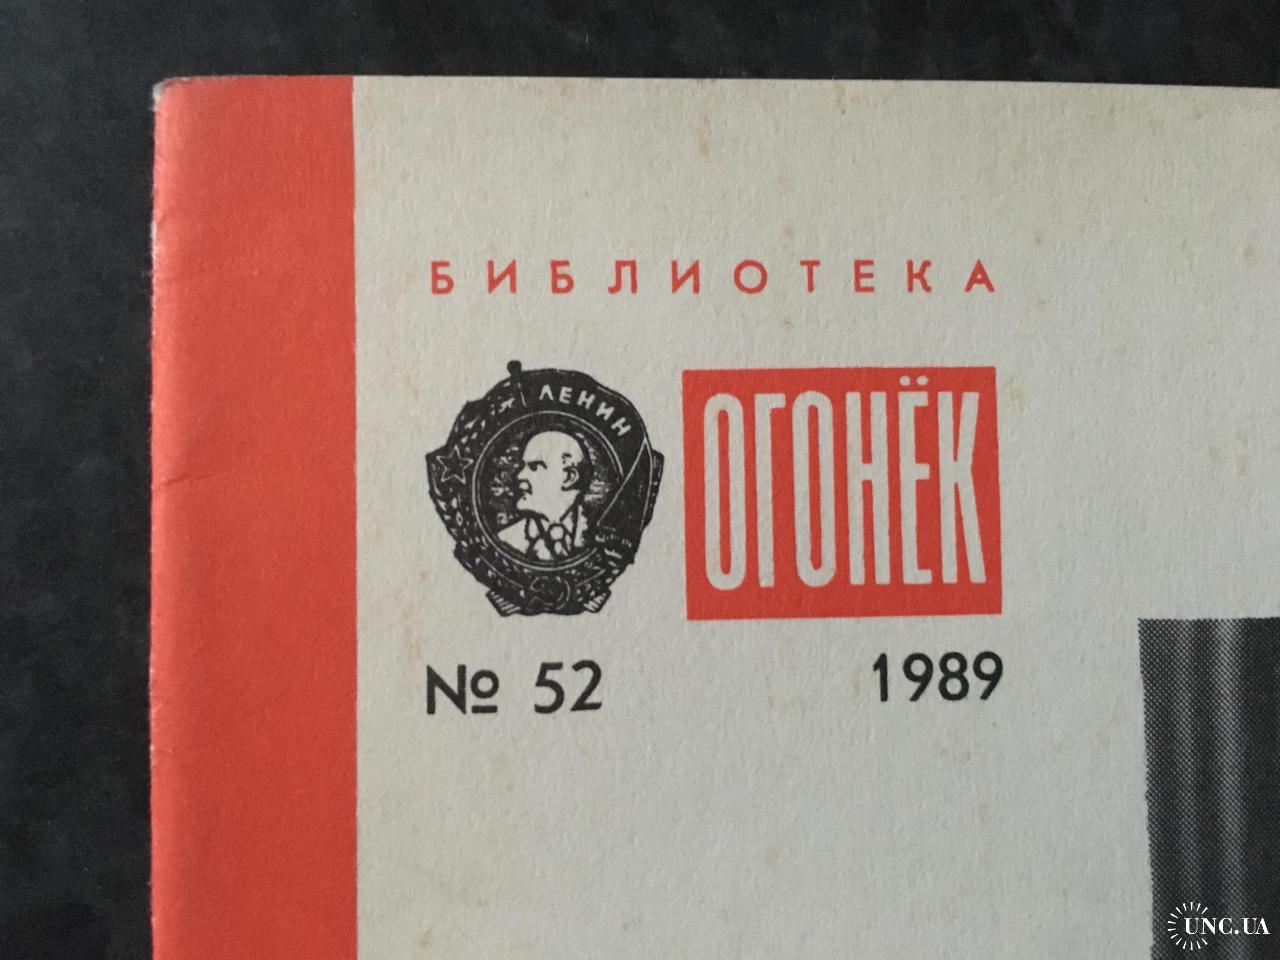 БИБЛИОТЕКА
ЛЕНИН
ОГОНЁК
№ 52 1989
UNC.UA